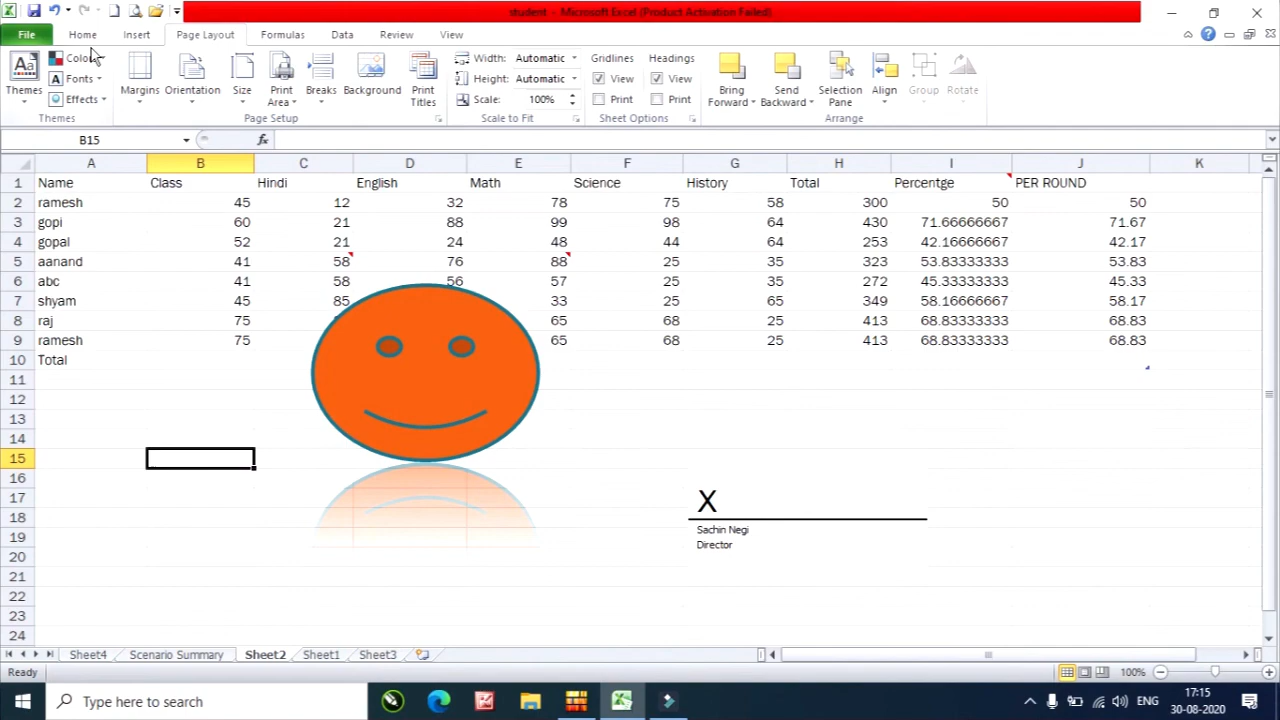 student - Microsoft Excel (Product Activation Failed)
File Home Insert Page Layout Formulas Data Review View
Themes
Fonts
Effects
Themes
Margins Orientation Size Print Area Breaks Background Print Titles
Page Setup
Width: Automatic
Height: Automatic
Scale: 100%
Scale to Fit
Gridlines Headings
View View
Print Print
Sheet Options
Bring Forward Send Backward Selection Pane Align Group Rotate
Arrange
B15 fx
A B C D E F G H I J K
1 Name Class Hindi English Math Science History Total Percentge PER ROUND
2 ramesh 45 12 32 78 75 58 300 50 50
3 gopi 60 21 88 99 98 64 430 71.66666667 71.67
4 gopal 52 21 24 48 44 64 253 42.16666667 42.17
5 aanand 41 58 76 88 25 35 323 53.83333333 53.83
6 abc 41 58 56 57 25 35 272 45.33333333 45.33
7 shyam 45 85 33 25 65 349 58.16666667 58.17
8 raj 75 65 68 25 413 68.83333333 68.83
9 ramesh 75 65 68 25 413 68.83333333 68.83
10 Total
11
12
13
14
15
16
17 X
18
19 Sachin Negi
Director
20
21
22
23
24
Sheet4 Scenario Summary Sheet2 Sheet1 Sheet3
Ready 100%
Type here to search
ENG
17:15
30-08-2020